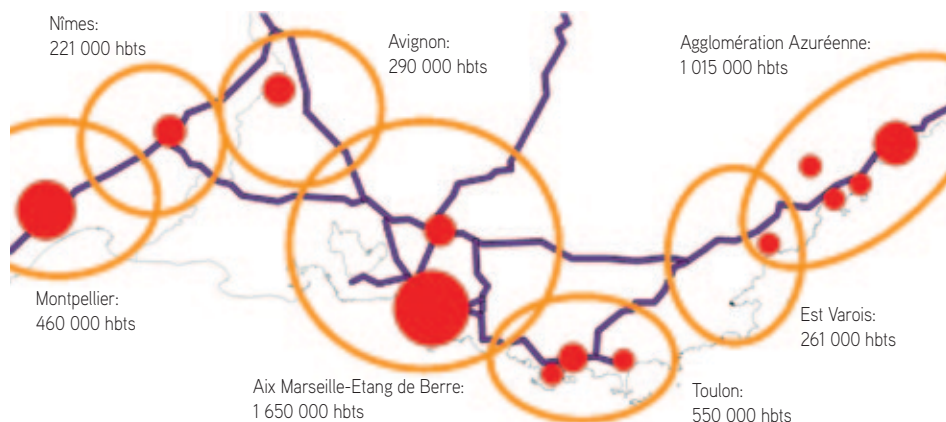 Nîmes:
221 000 hbts
Avignon:
290 000 hbts
Agglomération Azuréenne:
1 015 000 hbts
Montpellier:
460 000 hbts
Est Varois:
261 000 hbts
Aix Marseille-Etang de Berre:
1 650 000 hbts
Toulon:
550 000 hbts